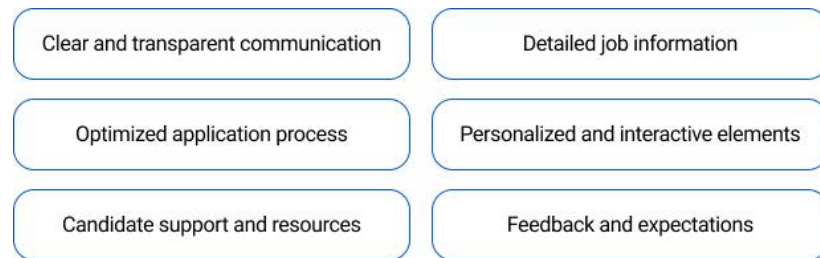 Clear and transparent communication
Detailed job information
Optimized application process
Personalized and interactive elements
Candidate support and resources
Feedback and expectations